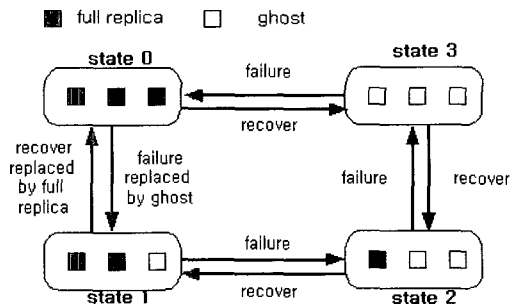 full replica
ghost
state 0
state 3
failure
recover
recover
replaced
by full
replica
failure
replaced
by ghost
failure
recover
failure
recover
state 1
state 2